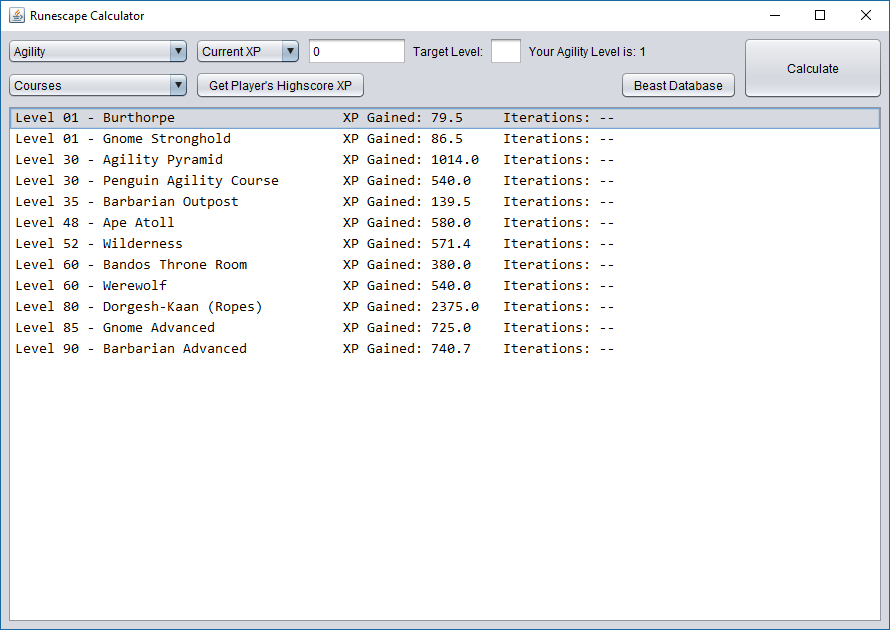 Runescape Calculator
Agility Current XP 0 Target Level: Your Agility Level is: 1 Calculate
Courses Get Player's Highscore XP Beast Database
Level 01 - Burthorpe XP Gained: 79.5 Iterations: --
Level 01 - Gnome Stronghold XP Gained: 86.5 Iterations: --
Level 30 - Agility Pyramid XP Gained: 1014.0 Iterations: --
Level 30 - Penguin Agility Course XP Gained: 540.0 Iterations: --
Level 35 - Barbarian Outpost XP Gained: 139.5 Iterations: --
Level 48 - Ape Atoll XP Gained: 580.0 Iterations: --
Level 52 - Wilderness XP Gained: 571.4 Iterations: --
Level 60 - Bandos Throne Room XP Gained: 380.0 Iterations: --
Level 60 - Werewolf XP Gained: 540.0 Iterations: --
Level 80 - Dorgesh-Kaan (Ropes) XP Gained: 2375.0 Iterations: --
Level 85 - Gnome Advanced XP Gained: 725.0 Iterations: --
Level 90 - Barbarian Advanced XP Gained: 740.7 Iterations: --